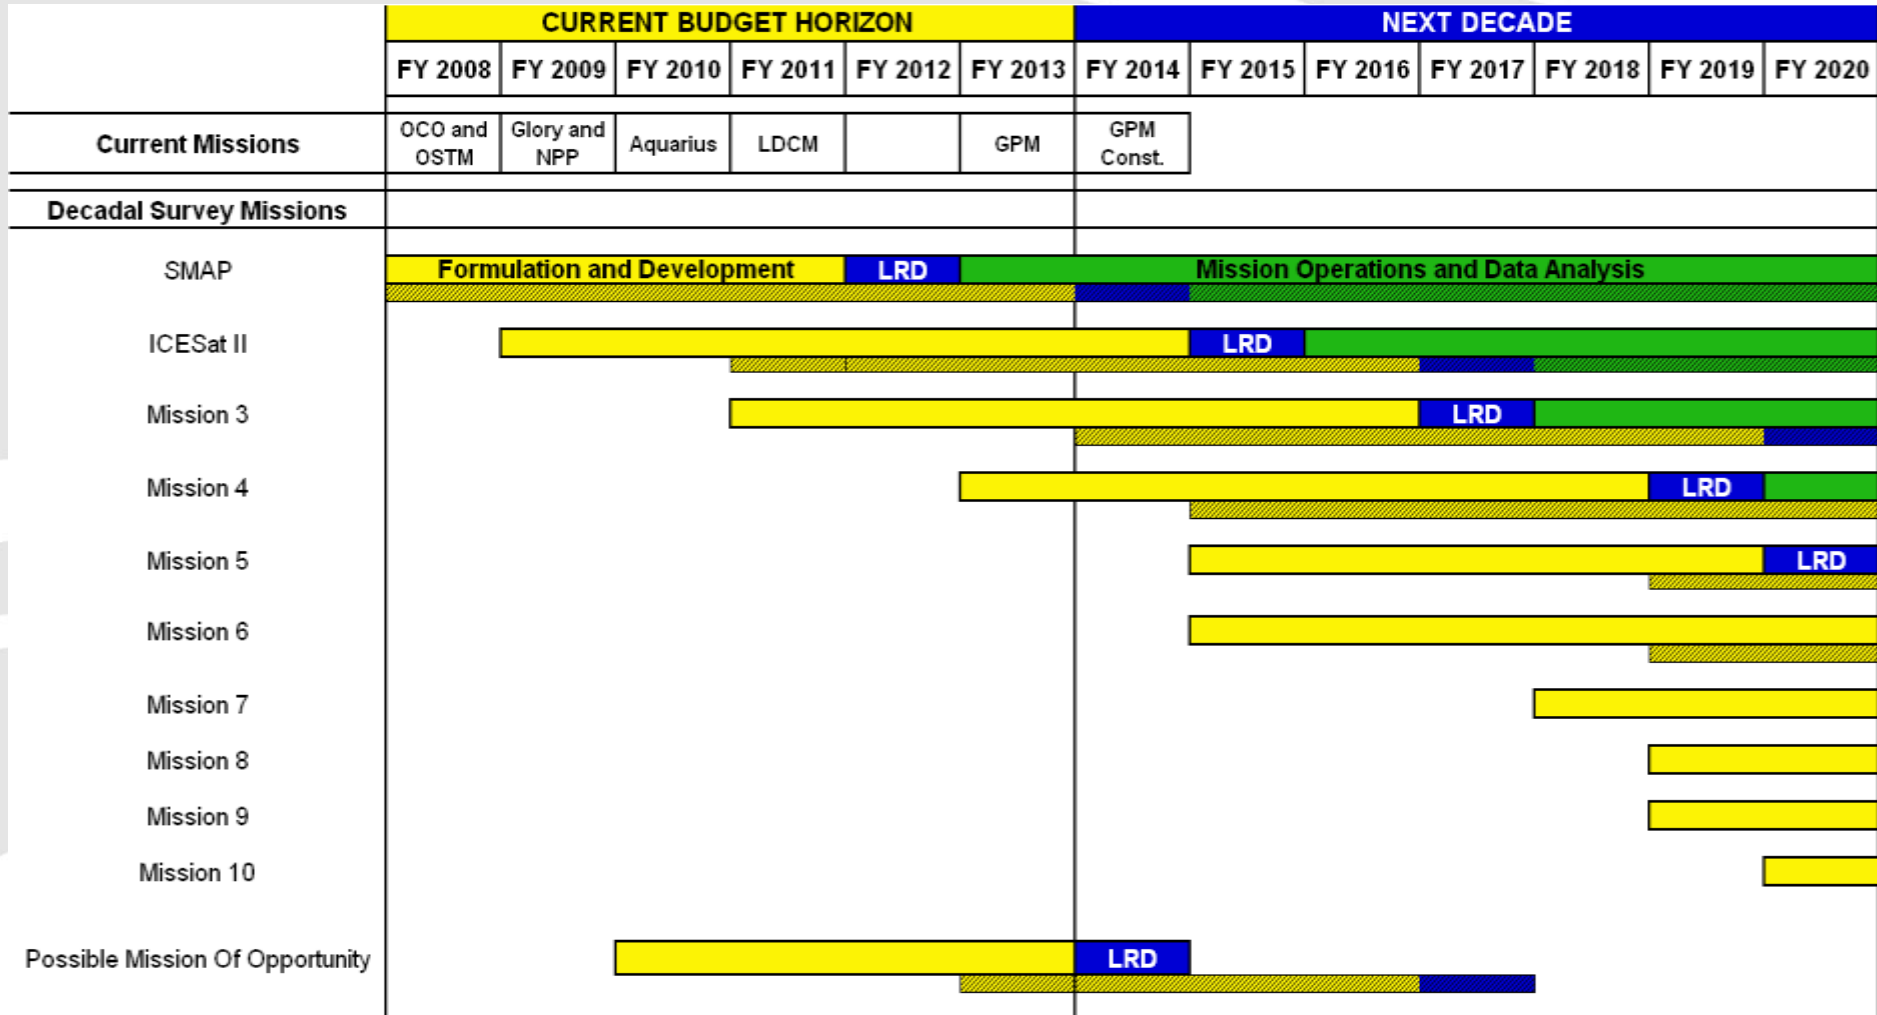 CURRENT BUDGET HORIZON NEXT DECADE
FY 2008 FY 2009 FY 2010 FY 2011 FY 2012 FY 2013 FY 2014 FY 2015 FY 2016 FY 2017 FY 2018 FY 2019 FY 2020
Current Missions
OCO and
OSTM
Glory and
NPP
Aquarius
LDCM
GPM
GPM
Const.
Decadal Survey Missions
SMAP Formulation and Development LRD Mission Operations and Data Analysis
ICESat II LRD
Mission 3 LRD
Mission 4 LRD
Mission 5 LRD
Mission 6
Mission 7
Mission 8
Mission 9
Mission 10
Possible Mission Of Opportunity LRD